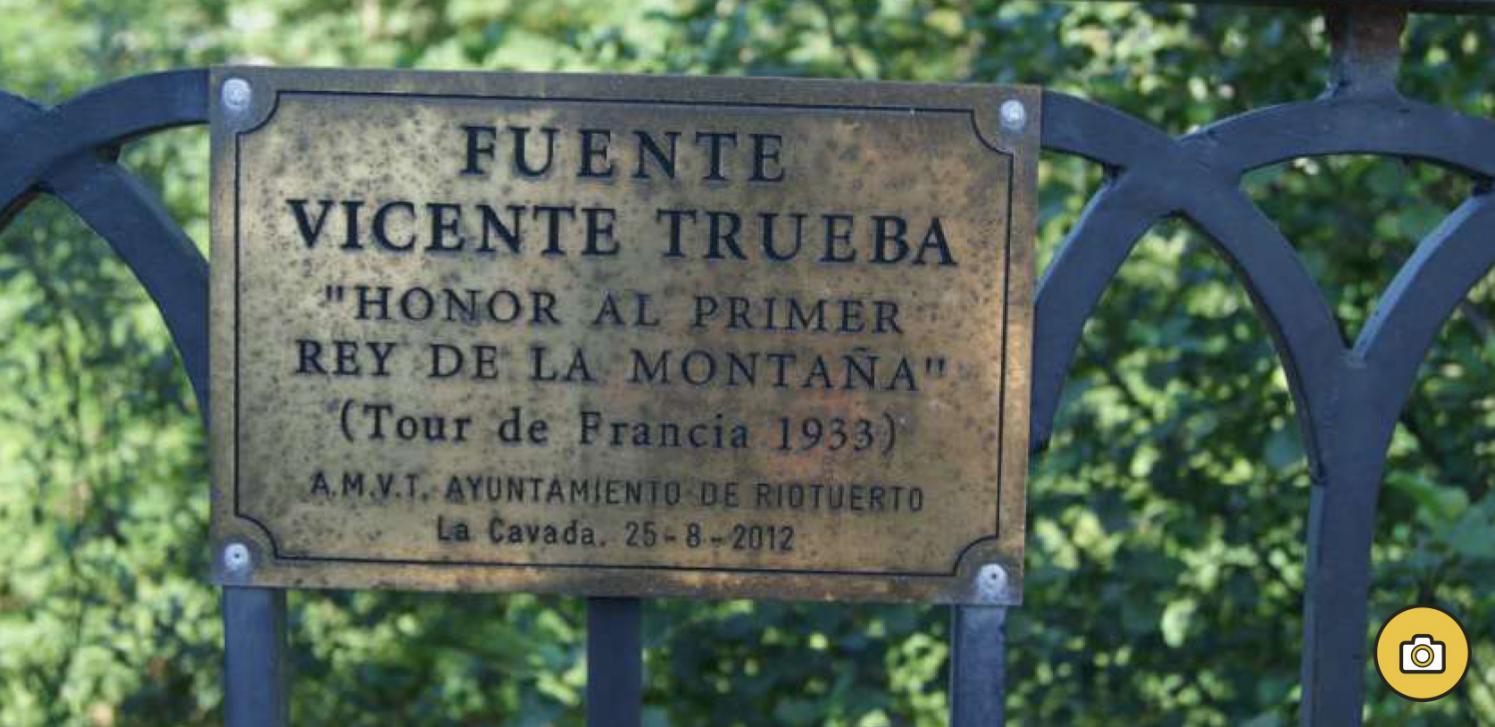 FUENTE
VICENTE TRUEBA
"HONOR AL PRIMER
REY DE LA MONTAÑA"
(Tour de Francia 1933)
A.M.V.T. AYUNTAMIENTO DE RIOTUERTO
La Cavada. 25-8-2012